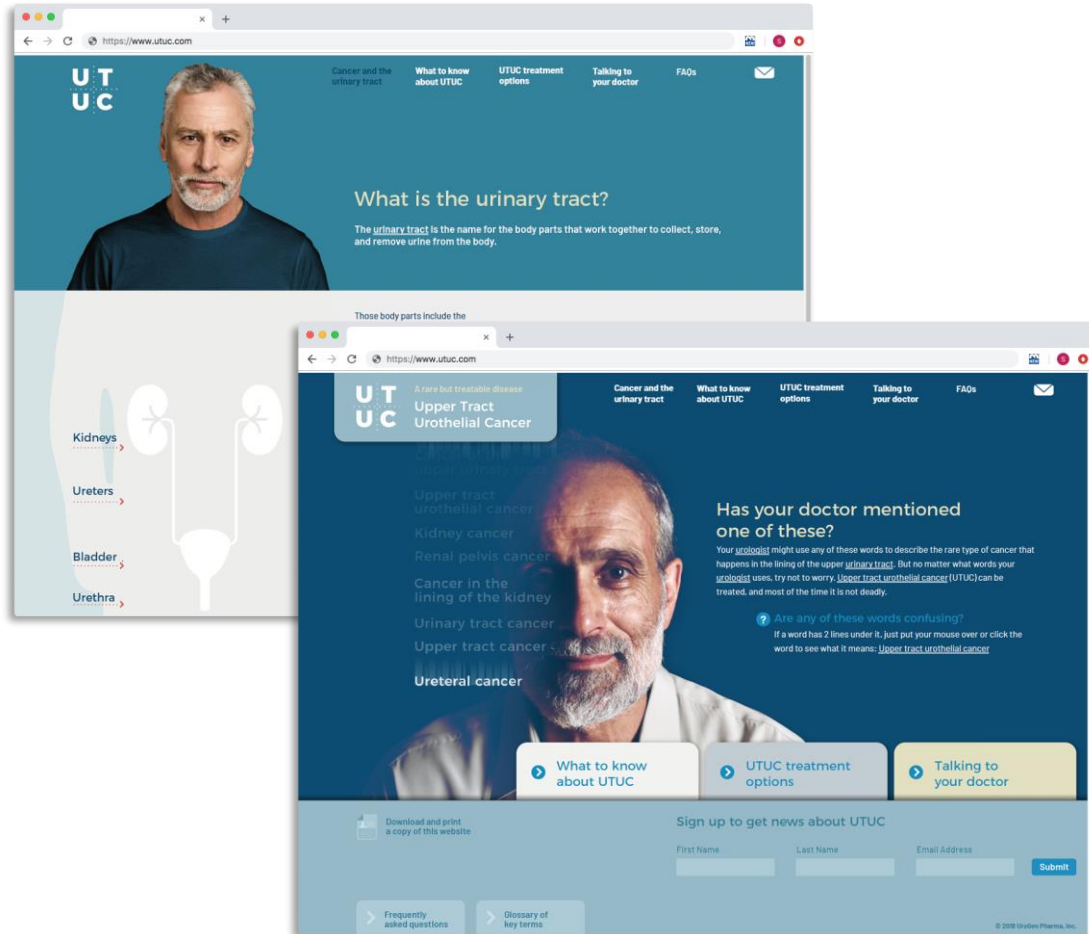 https://www.utuc.com
UT
UC
Cancer and the
urinary tract
What to know
about UTUC
UTUC treatment
options
Talking to
your doctor
FAQs
What is the urinary tract?
The urinary tract is the name for the body parts that work together to collect, store,
and remove urine from the body.
Those body parts include the
Kidneys
Ureters
Bladder
Urethra
https://www.utuc.com
UT
UC
A rare but treatable disease
Upper Tract
Urothelial Cancer
Cancer and the
urinary tract
What to know
about UTUC
UTUC treatment
options
Talking to
your doctor
FAQs
upper urinary tract
Upper tract
urothelial cancer
Kidney cancer
Renal pelvis cancer
Cancer in the
lining of the kidney
Urinary tract cancer
Upper tract cancer
Ureteral cancer
Has your doctor mentioned
one of these?
Your urologist might use any of these words to describe the rare type of cancer that
happens in the lining of the upper urinary tract. But no matter what words your
urologist uses, try not to worry. Upper tract urothelial cancer (UTUC) can be
treated, and most of the time it is not deadly.
Are any of these words confusing?
If a word has 2 lines under it, just put your mouse over or click the
word to see what it means: Upper tract urothelial cancer
What to know
about UTUC
UTUC treatment
options
Talking to
your doctor
Download and print
a copy of this website
Sign up to get news about UTUC
First Name
Last Name
Email Address
Submit
Frequently
asked questions
Glossary of
key terms
UroGen Pharma, Inc.